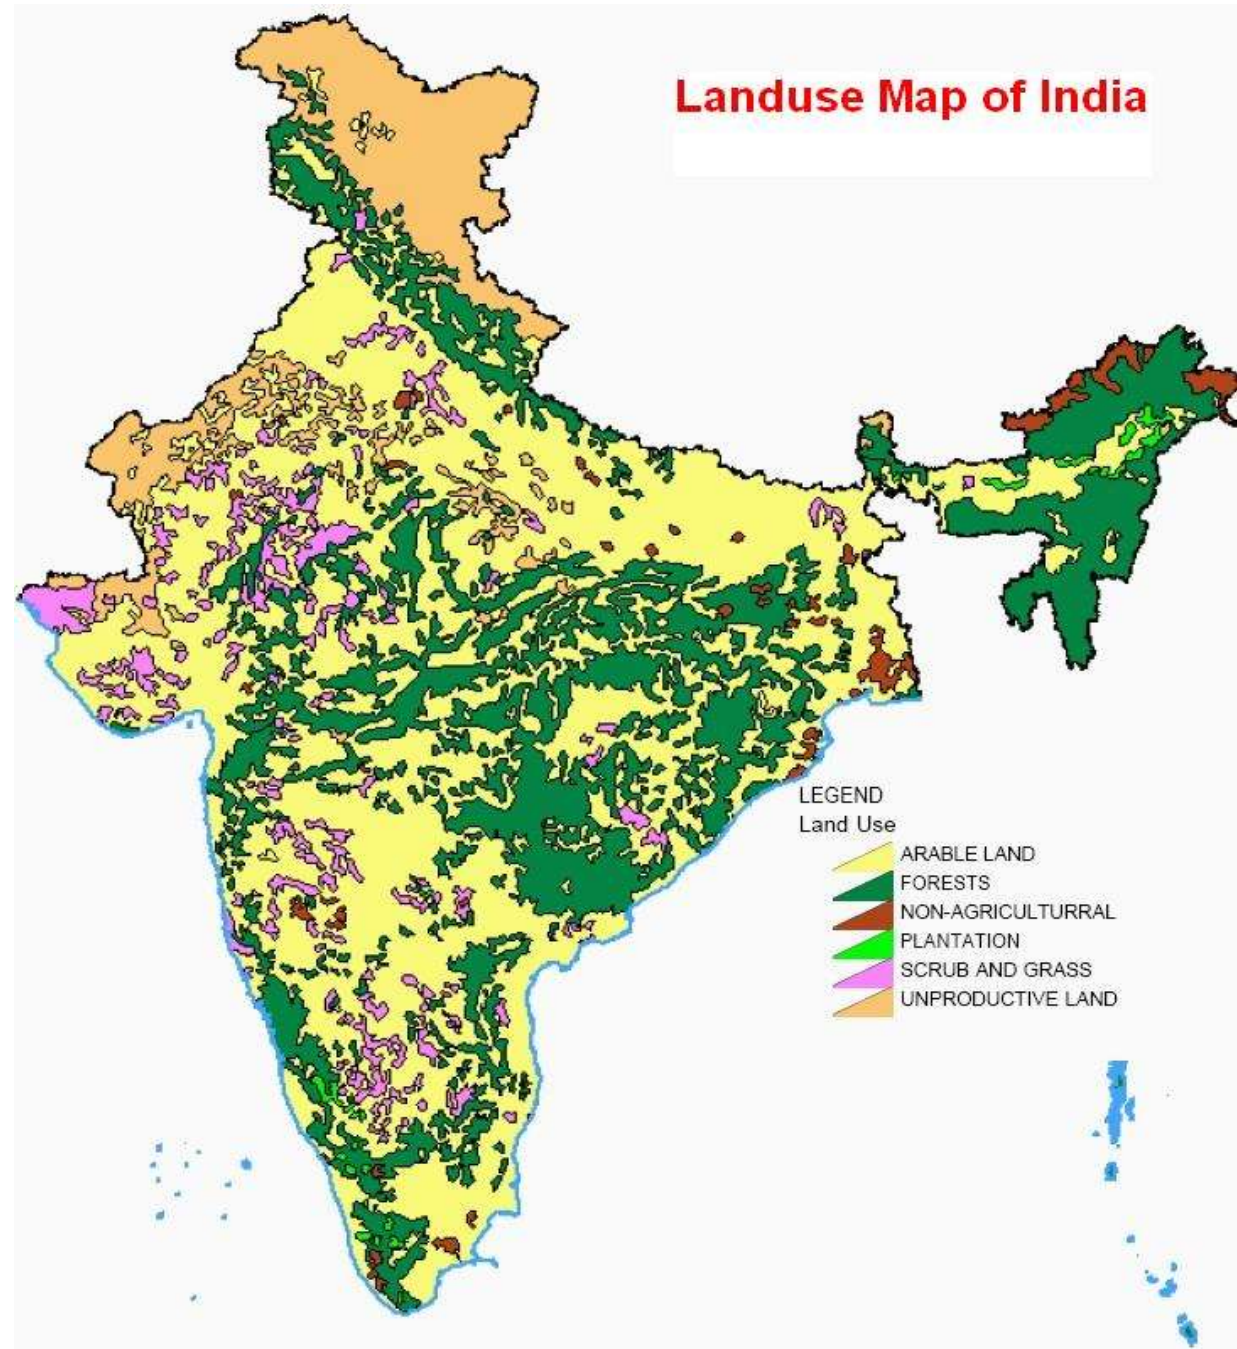 Landuse Map of India
LEGEND
Land Use
ARABLE LAND
FORESTS
NON-AGRICULTURRAL
PLANTATION
SCRUB AND GRASS
UNPRODUCTIVE LAND